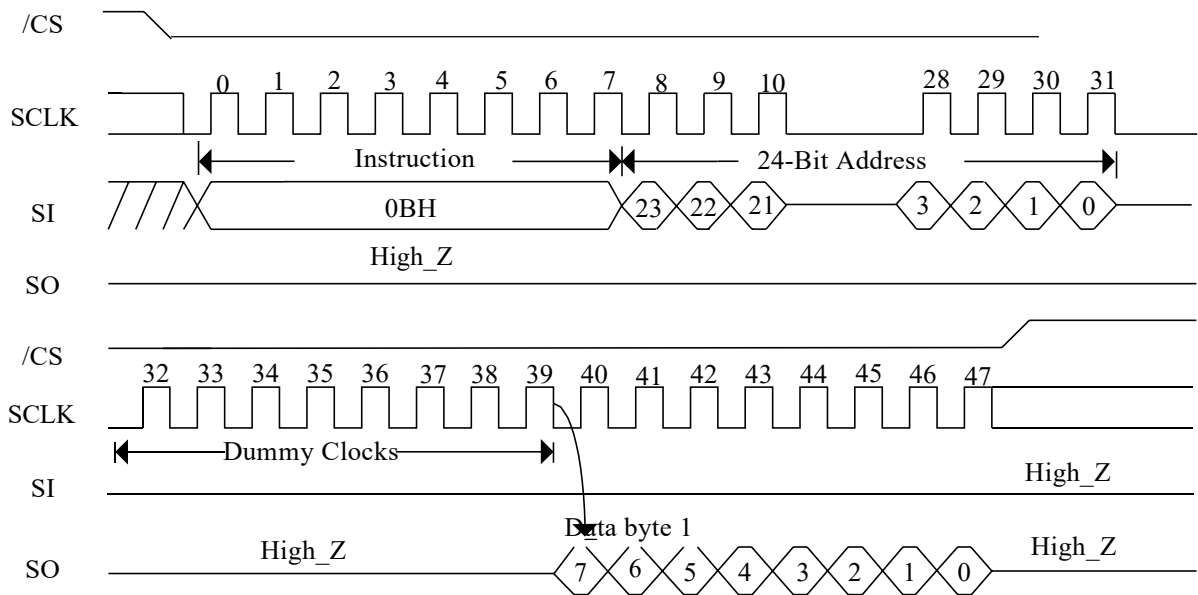 /CS
0 1 2 3 4 5 6 7 8 9 10 28 29 30 31
SCLK
Instruction 24-Bit Address
SI 0BH 23 22 21 3 2 1 0
High_Z
SO
/CS
32 33 34 35 36 37 38 39 40 41 42 43 44 45 46 47
SCLK
Dummy Clocks
SI High_Z
Data byte 1
High_Z High_Z
SO 7 6 5 4 3 2 1 0